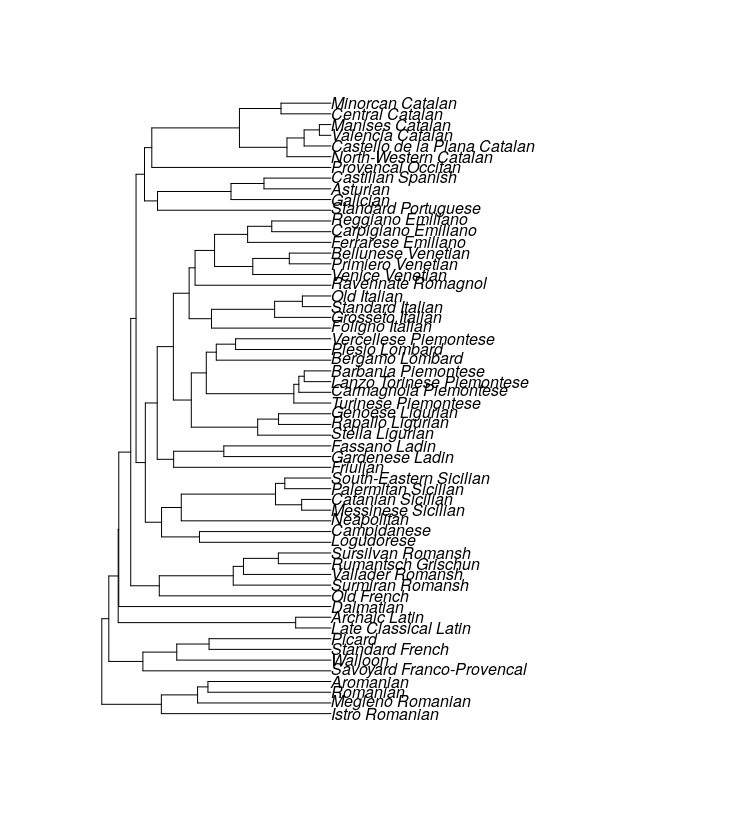 Minorcan Catalan
Central Catalan
Manises Catalan
Valencia Catalan
Castello de la Plana Catalan
North-Western Catalan
Provencal Occitan
Castilian Spanish
Asturian
Galician
Standard Portuguese
Reggiano Emiliano
Carpigiano Emiliano
Ferrarese Emiliano
Bellunese Venetian
Primiero Venetian
Venice Venetian
Ravennate Romagnol
Old Italian
Standard Italian
Grosseto Italian
Foligno Italian
Vercellese Piemontese
Plesio Lombard
Bergamo Lombard
Barbania Piemontese
Lanzo Torinese Piemontese
Carmagnola Piemontese
Turinese Piemontese
Genoese Ligurian
Rapallo Ligurian
Stella Ligurian
Fassano Ladin
Gardenese Ladin
Friulian
South-Eastern Sicilian
Palermitan Sicilian
Catanian Sicilian
Messinese Sicilian
Neapolitan
Campidanese
Logudorese
Sursilvan Romansh
Rumantsch Grischun
Vallader Romansh
Surmiran Romansh
Old French
Dalmatian
Archaic Latin
Late Classical Latin
Picard
Standard French
Walloon
Savoyard Franco-Provencal
Aromanian
Romanian
Megleno Romanian
Istro Romanian